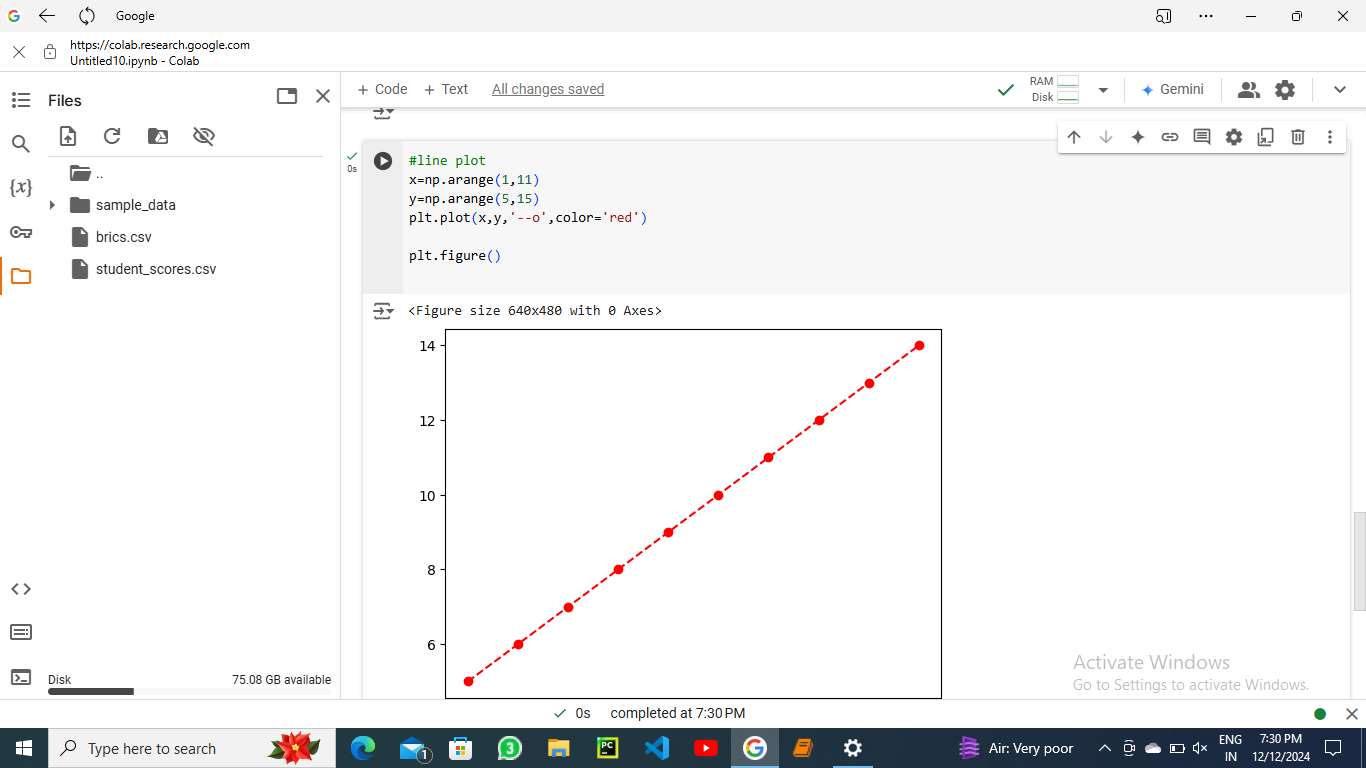 Google
https://colab.research.google.com
Untitled10.ipynb - Colab
Files
+ Code + Text All changes saved
RAM
Disk
Gemini
..
sample_data
brics.csv
student_scores.csv
{x}
0s
#line plot
x=np.arange(1,11)
y=np.arange(5,15)
plt.plot(x,y,'--o',color='red')
plt.figure()
<Figure size 640x480 with 0 Axes>
14
12
10
8
6
Activate Windows
Go to Settings to activate Windows.
Disk 75.08 GB available
0s completed at 7:30 PM
Type here to search
1
3
PC
G
Air: Very poor
ENG
IN
7:30 PM
12/12/2024